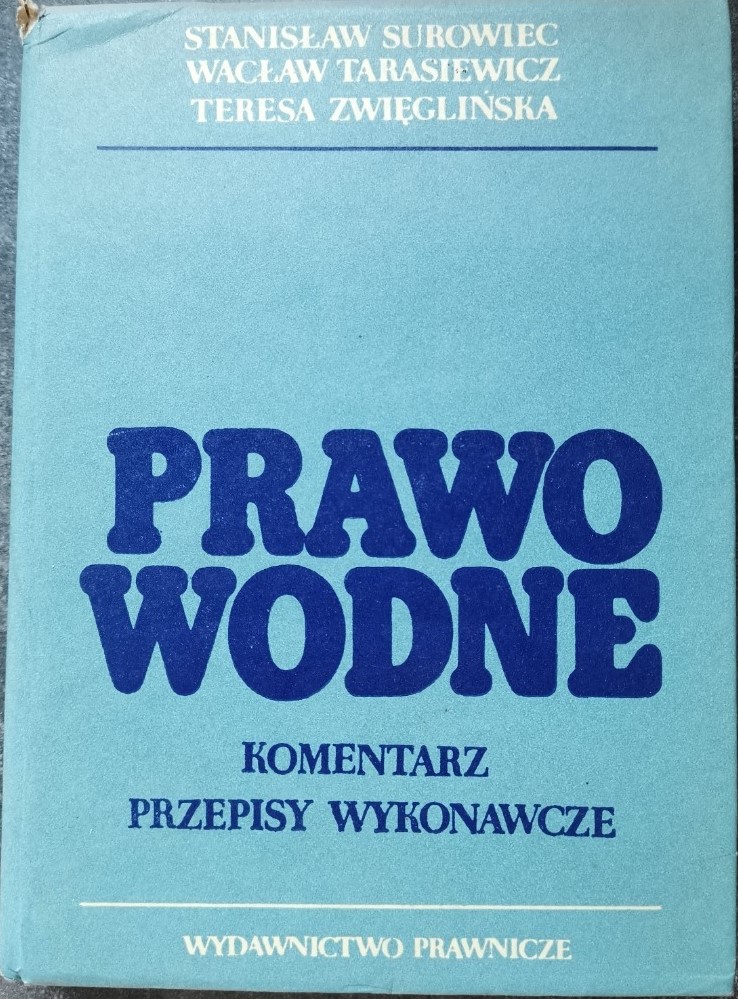 STANISŁAW SUROWIEC
WACŁAW TARASIEWICZ
TERESA ZWIĘGLIŃSKA
PRAWO
WODNE
KOMENTARZ
PRZEPISY WYKONAWCZE
WYDAWNICTWO PRAWNICZE